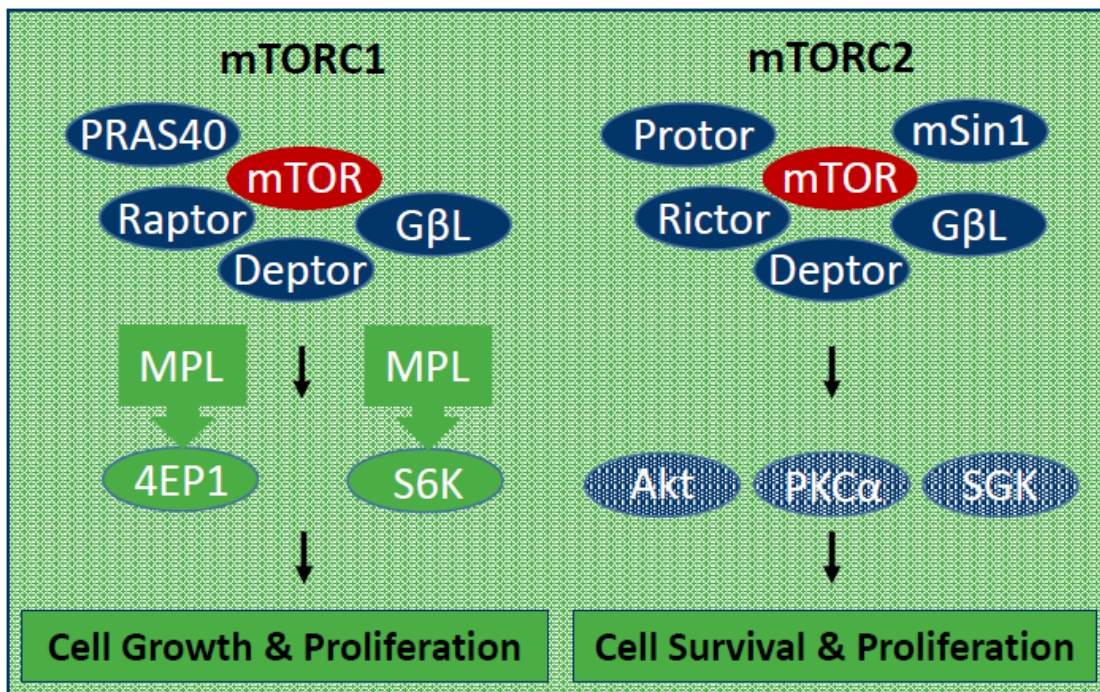 mTORC1
PRAS40
mTOR
Raptor
GβL
Deptor
MPL
MPL
4EP1
S6K
Cell Growth & Proliferation
mTORC2
Protor
mSin1
mTOR
Rictor
GβL
Deptor
Akt
PKCα
SGK
Cell Survival & Proliferation